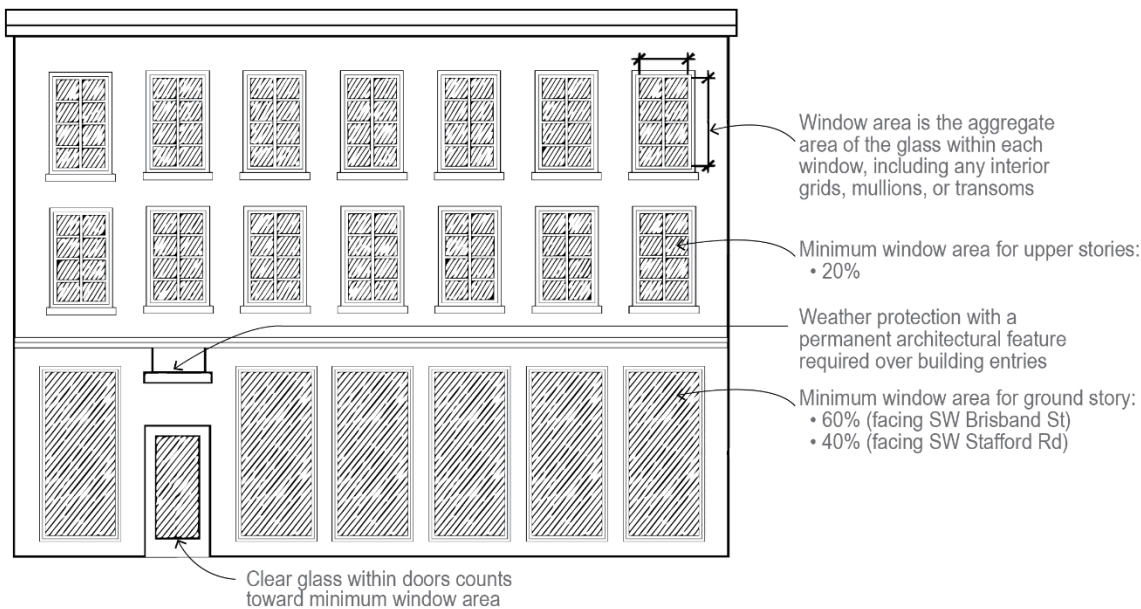 Window area is the aggregate
area of the glass within each
window, including any interior
grids, mullions, or transoms
Minimum window area for upper stories:
• 20%
Weather protection with a
permanent architectural feature
required over building entries
Minimum window area for ground story:
• 60% (facing SW Brisband St)
• 40% (facing SW Stafford Rd)
Clear glass within doors counts
toward minimum window area